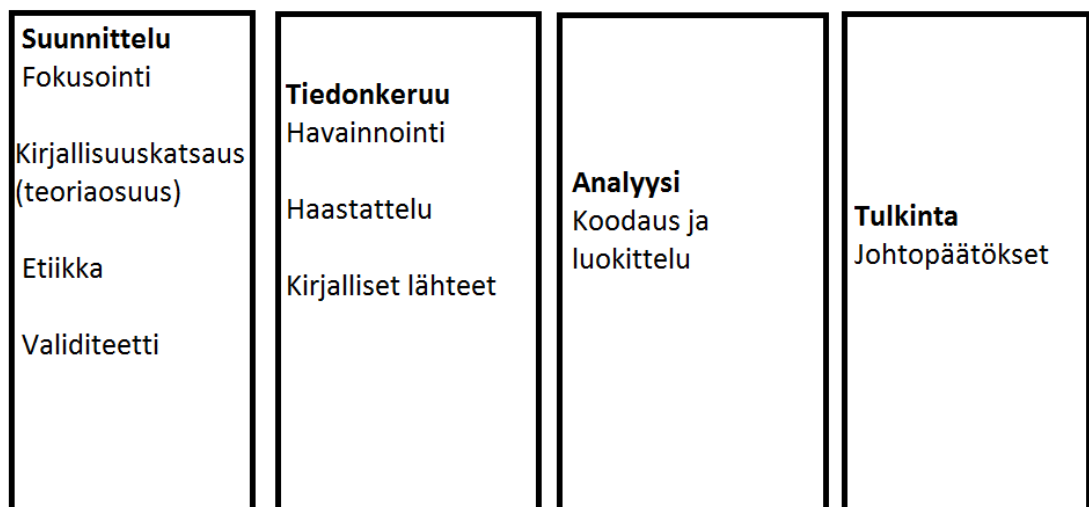 Suunnittelu
Fokusointi
Kirjallisuuskatsaus
(teoriaosuus)
Etiikka
Validiteetti
Tiedonkeruu
Havainnointi
Haastattelu
Kirjalliset lähteet
Analyysi
Koodaus ja
luokittelu
Tulkinta
Johtopäätökset